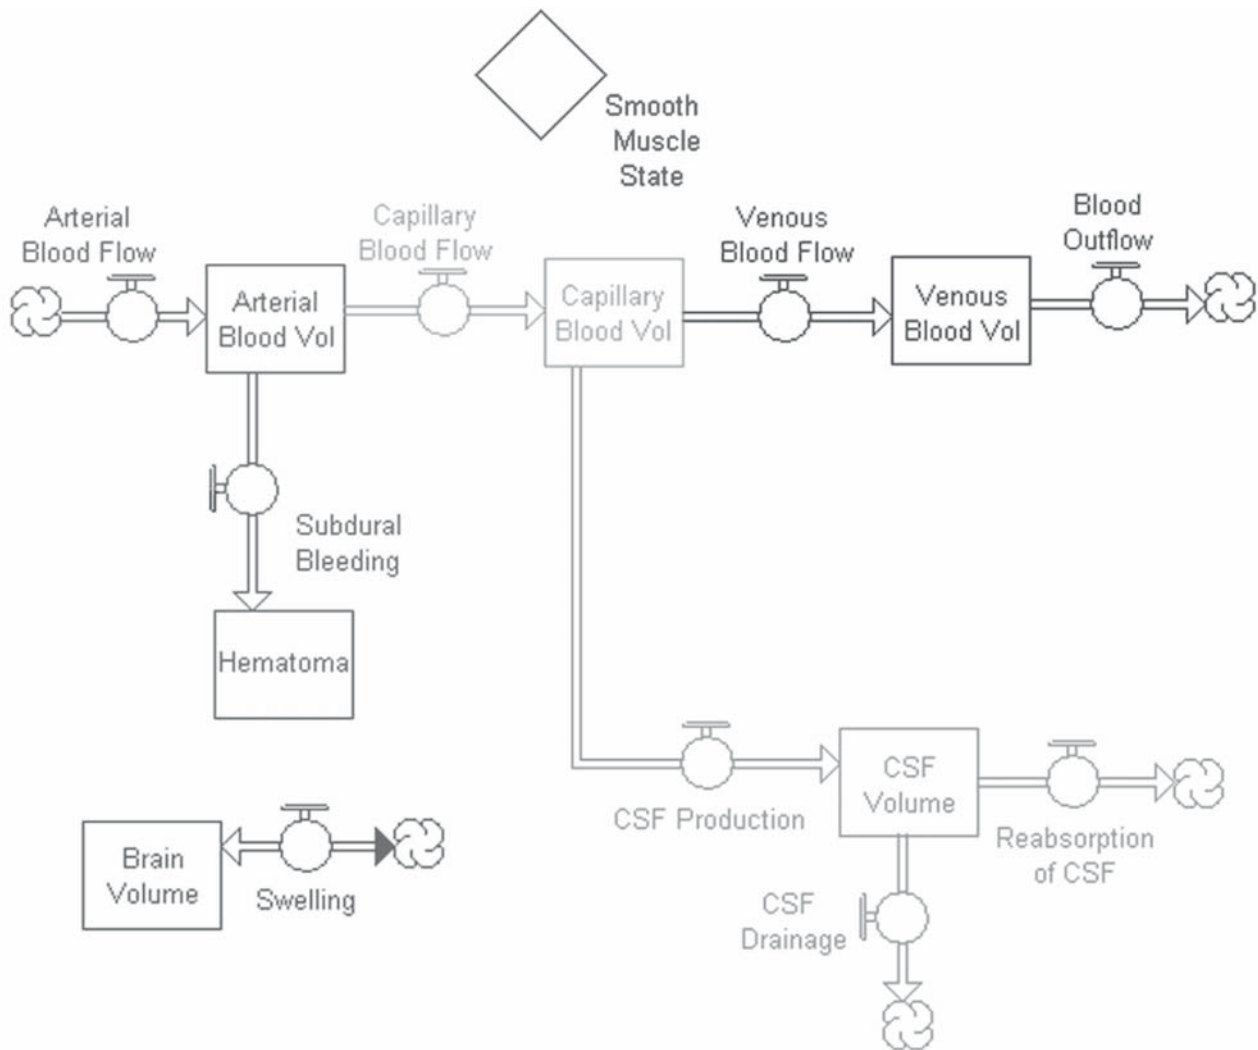 Smooth
Muscle
State
Arterial
Blood Flow
Capillary
Blood Flow
Venous
Blood Flow
Blood
Outflow
Arterial
Blood Vol
Capillary
Blood Vol
Venous
Blood Vol
Subdural
Bleeding
Hematoma
CSF Production
CSF
Volume
Reabsorption
of CSF
Brain
Volume
Swelling
CSF
Drainage